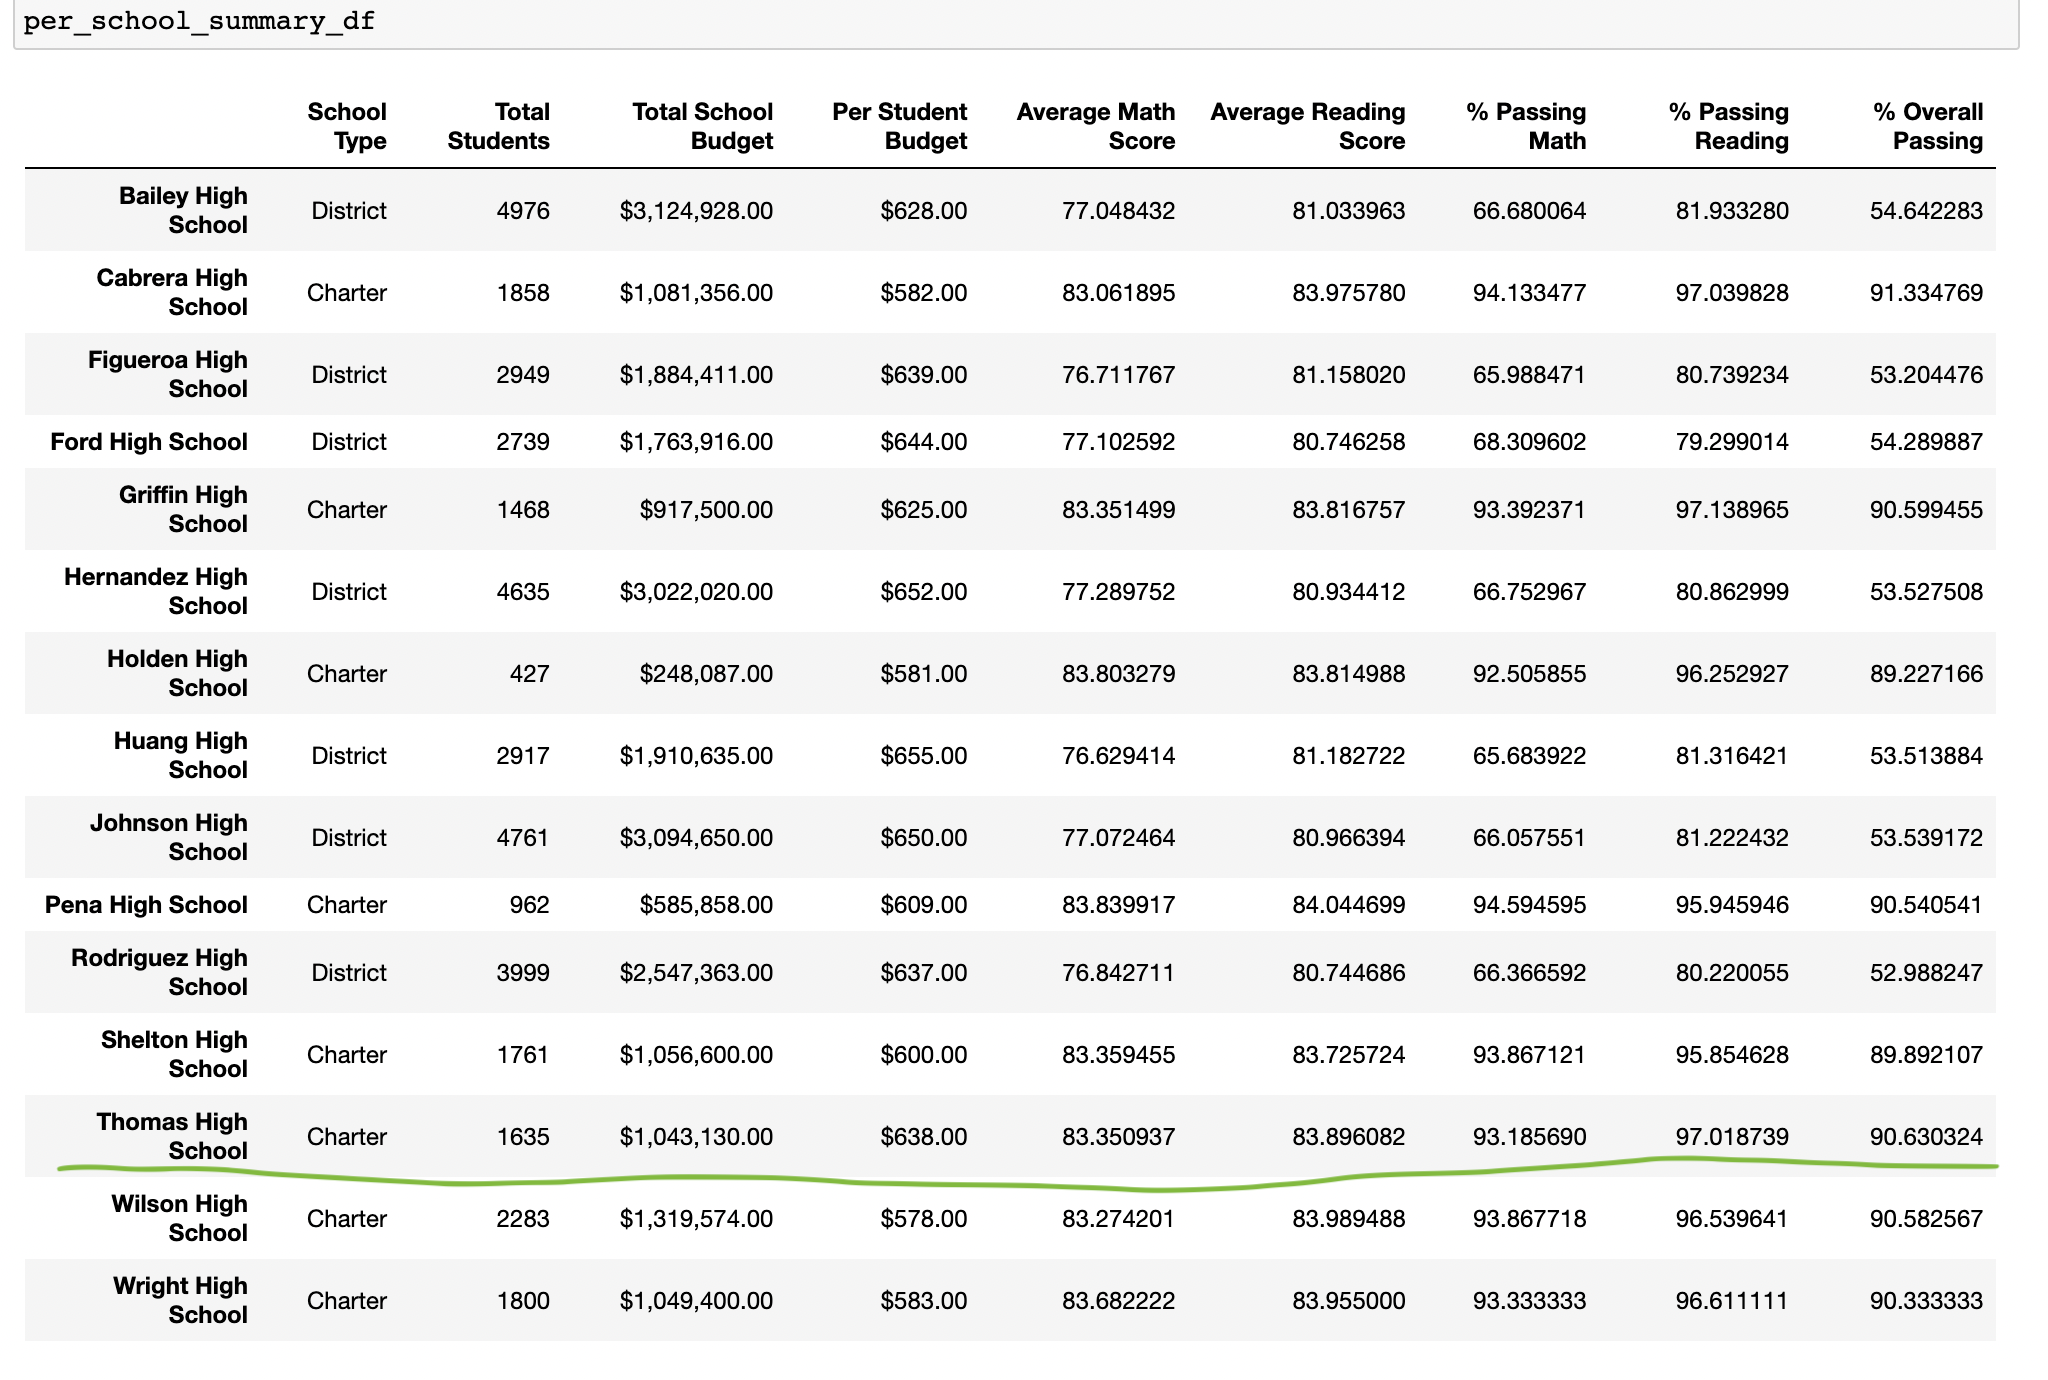 per_school_summary_df
School Type Total Students Total School Budget Per Student Budget Average Math Score Average Reading Score % Passing Math % Passing Reading % Overall Passing
Bailey High School District 4976 $3,124,928.00 $628.00 77.048432 81.033963 66.680064 81.933280 54.642283
Cabrera High School Charter 1858 $1,081,356.00 $582.00 83.061895 83.975780 94.133477 97.039828 91.334769
Figueroa High School District 2949 $1,884,411.00 $639.00 76.711767 81.158020 65.988471 80.739234 53.204476
Ford High School District 2739 $1,763,916.00 $644.00 77.102592 80.746258 68.309602 79.299014 54.289887
Griffin High School Charter 1468 $917,500.00 $625.00 83.351499 83.816757 93.392371 97.138965 90.599455
Hernandez High School District 4635 $3,022,020.00 $652.00 77.289752 80.934412 66.752967 80.862999 53.527508
Holden High School Charter 427 $248,087.00 $581.00 83.803279 83.814988 92.505855 96.252927 89.227166
Huang High School District 2917 $1,910,635.00 $655.00 76.629414 81.182722 65.683922 81.316421 53.513884
Johnson High School District 4761 $3,094,650.00 $650.00 77.072464 80.966394 66.057551 81.222432 53.539172
Pena High School Charter 962 $585,858.00 $609.00 83.839917 84.044699 94.594595 95.945946 90.540541
Rodriguez High School District 3999 $2,547,363.00 $637.00 76.842711 80.744686 66.366592 80.220055 52.988247
Shelton High School Charter 1761 $1,056,600.00 $600.00 83.359455 83.725724 93.867121 95.854628 89.892107
Thomas High School Charter 1635 $1,043,130.00 $638.00 83.350937 83.896082 93.185690 97.018739 90.630324
Wilson High School Charter 2283 $1,319,574.00 $578.00 83.274201 83.989488 93.867718 96.539641 90.582567
Wright High School Charter 1800 $1,049,400.00 $583.00 83.682222 83.955000 93.333333 96.611111 90.333333